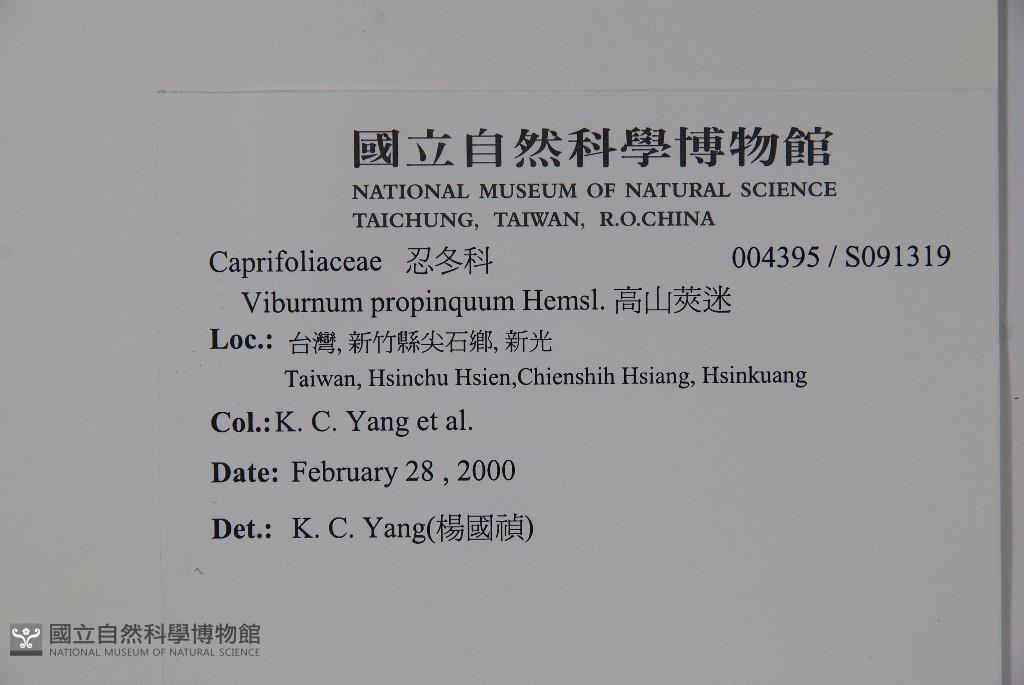 國立自然科學博物館
NATIONAL MUSEUM OF NATURAL SCIENCE
TAICHUNG, TAIWAN, R.O.CHINA
Caprifoliaceae 忍冬科 004395 / S091319
Viburnum propinquum Hemsl. 高山莢迷
Loc.: 台灣, 新竹縣尖石鄉, 新光
Taiwan, Hsinchu Hsien,Chienshih Hsiang, Hsinkuang
Col.: K. C. Yang et al.
Date: February 28 , 2000
Det.: K. C. Yang(楊國禎)
國立自然科學博物館
NATIONAL MUSEUM OF NATURAL SCIENCE